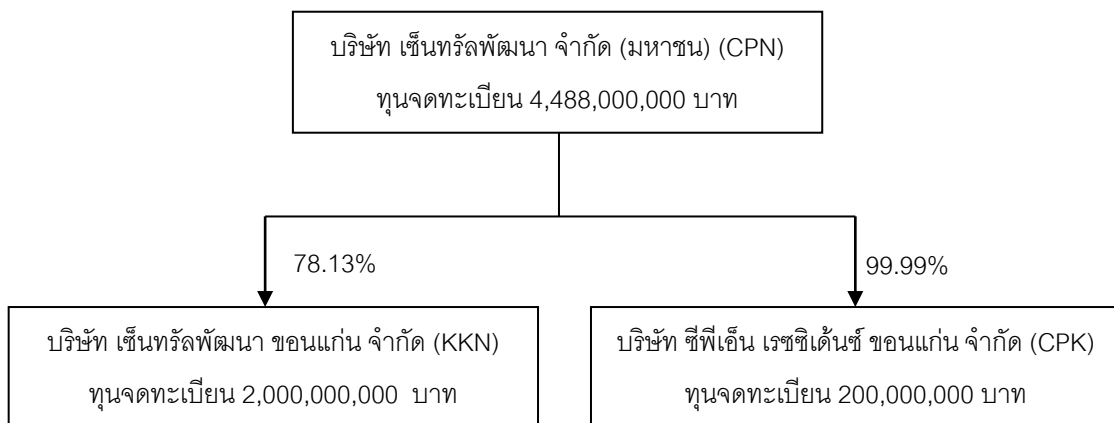 บริษัท เซ็นทรัลพัฒนา จำกัด (มหาชน) (CPN)
ทุนจดทะเบียน 4,488,000,000 บาท
78.13%
99.99%
บริษัท เซ็นทรัลพัฒนา ขอนแก่น จำกัด (KKN)
ทุนจดทะเบียน 2,000,000,000 บาท
บริษัท ซีพีเอ็น เรซซิเด้นซ์ ขอนแก่น จำกัด (CPK)
ทุนจดทะเบียน 200,000,000 บาท